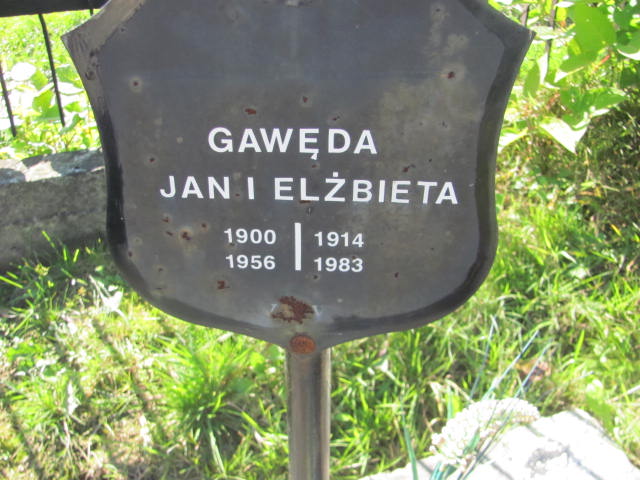 GAWĘDA
JAN I ELŻBIETA
1900 | 1914
1956 | 1983